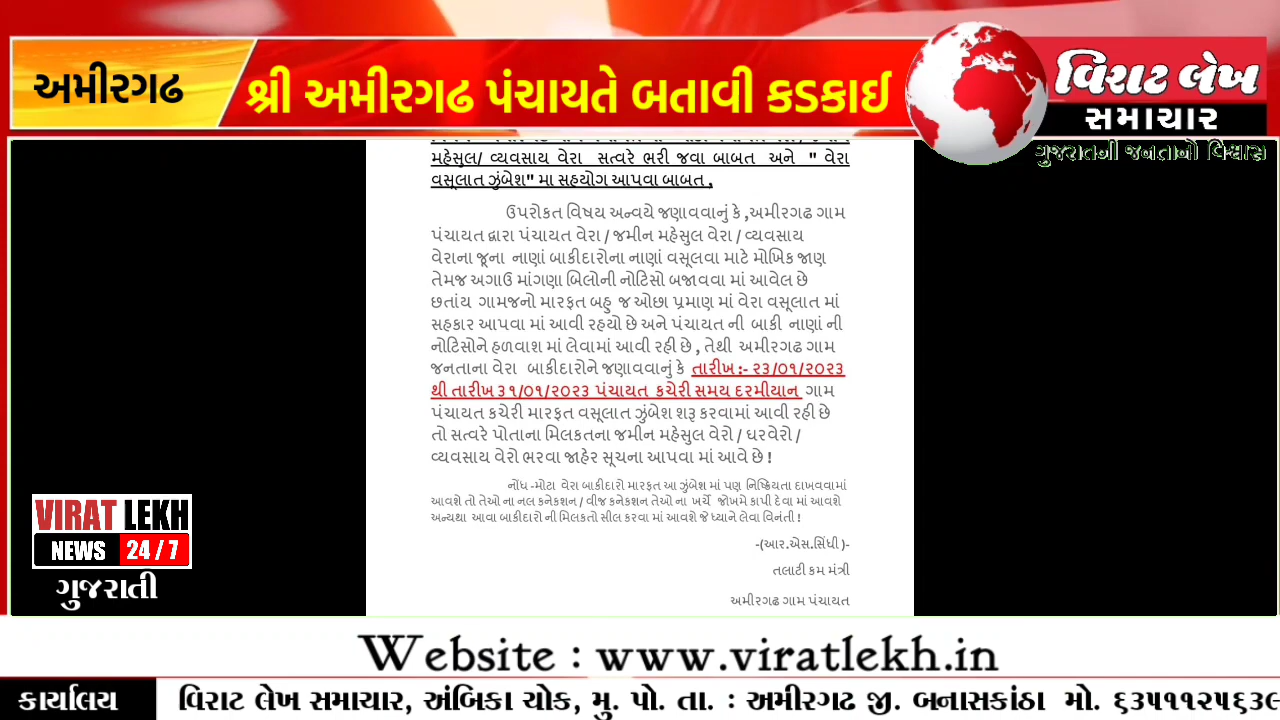 અમીરગઢ
શ્રી અમીરગઢ પંચાયતે બતાવી કડકાઈ
વિરાટ લેખ
સમાચાર
ગુજરાતની જનતાનો વિશ્વાસ
મહેસુલ/ વ્યવસાય વેરા સત્વરે ભરી જવા બાબત અને " વેરા
વસૂલાત ઝુંબેશ" મા સહયોગ આપવા બાબત ,
ઉપરોક્ત વિષય અન્વયે જણાવવાનું કે ,અમીરગઢ ગામ
પંચાયત દ્વારા પંચાયત વેરા / જમીન મહેસુલ વેરા / વ્યવસાય
વેરાના જૂના નાણાં બાકીદારોના નાણાં વસૂલવા માટે મોખિક જાણ
તેમજ અગાઉ માંગણા બિલોની નોટિસો બજાવવા માં આવેલ છે
છતાંય ગામજનો મારફત બહુ જ ઓછા પ્રમાણ માં વેરા વસૂલાત માં
સહકાર આપવા માં આવી રહયો છે અને પંચાયત ની બાકી નાણાં ની
નોટિસોને હળવાશ માં લેવામાં આવી રહી છે , તેથી અમીરગઢ ગામ
જનતાના વેરા બાકીદારોને જણાવવાનું કે તારીખ :- ૨૩/૦૧/૨૦૨૩
થી તારીખ ૩૧/૦૧/૨૦૨૩ પંચાયત કચેરી સમય દરમીયાન ગામ
પંચાયત કચેરી મારફત વસૂલાત ઝુંબેશ શરૂ કરવામાં આવી રહી છે
તો સત્વરે પોતાના મિલકતના જમીન મહેસુલ વેરો / ઘરવેરો /
વ્યવસાય વેરો ભરવા જાહેર સૂચના આપવા માં આવે છે !
નોંધ -મોટા વેરા બાકીદારો મારફત આ ઝુંબેશ માં પણ નિષ્ક્રિયતા દાખવવામાં
આવશે તો તેઓ ના નલ કનેકશન / વીજ કનેકશન તેઓ ના ખર્ચે જોખમે કાપી દેવા માં આવશે
અન્યથા આવા બાકીદારો ની મિલકતો સીલ કરવા માં આવશે જે ધ્યાને લેવા વિનંતી !
-(આર.એસ.સિંધી )-
તલાટી કમ મંત્રી
અમીરગઢ ગામ પંચાયત
VIRAT LEKH
NEWS 24 / 7
ગુજરાતી
Website : www.viratlekh.in
કાર્યાલય વિરાટ લેખ સમાચાર, અંબિકા ચોક, મુ. પો. તા. : અમીરગઢ જી. બનાસકાંઠા મો. ૬૩૫૧૧૨૫૬૩૯